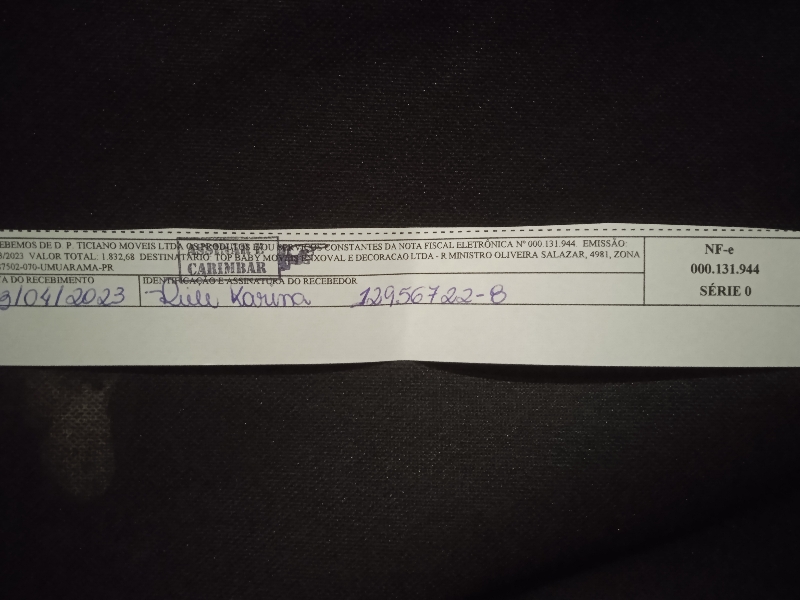 EBEMOS DE D. P. TICIANO MOVEIS LTDA OS PRODUTOS E/OU SERVIÇOS CONSTANTES DA NOTA FISCAL ELETRÔNICA Nº 000.131.944. EMISSÃO:
/2023 VALOR TOTAL: 1.832,68 DESTINATÁRIO: TOP BABY MOVEIS ENXOVAL E DECORACAO LTDA - R MINISTRO OLIVEIRA SALAZAR, 4981, ZONA
87502-070-UMUARAMA-PR
CARIMBAR
A DO RECEBIMENTO
/04/2023
IDENTIFICAÇÃO E ASSINATURA DO RECEBEDOR
Karina 12956722-8
NF-e
000.131.944
SÉRIE 0